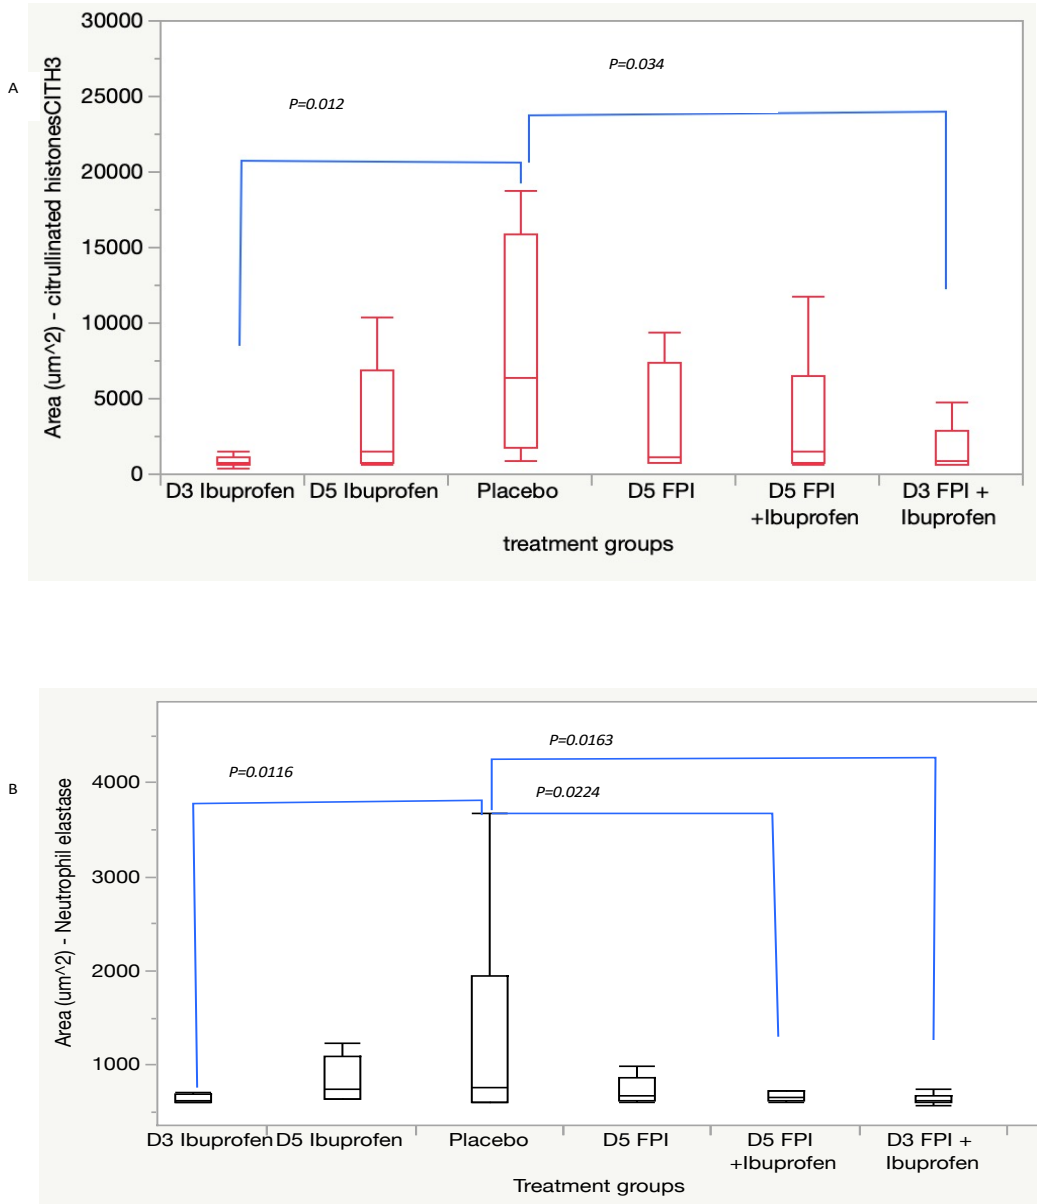 A
Area (um^2) - citrullinated histonesCITH3
30000
25000
20000
15000
10000
5000
0
P=0.012
P=0.034
D3 Ibuprofen
D5 Ibuprofen
Placebo
D5 FPI
D5 FPI
+Ibuprofen
D3 FPI +
Ibuprofen
treatment groups
B
Area (um^2) - Neutrophil elastase
4000
3000
2000
1000
P=0.0116
P=0.0163
P=0.0224
D3 Ibuprofen
D5 Ibuprofen
Placebo
D5 FPI
D5 FPI
+Ibuprofen
D3 FPI +
Ibuprofen
Treatment groups